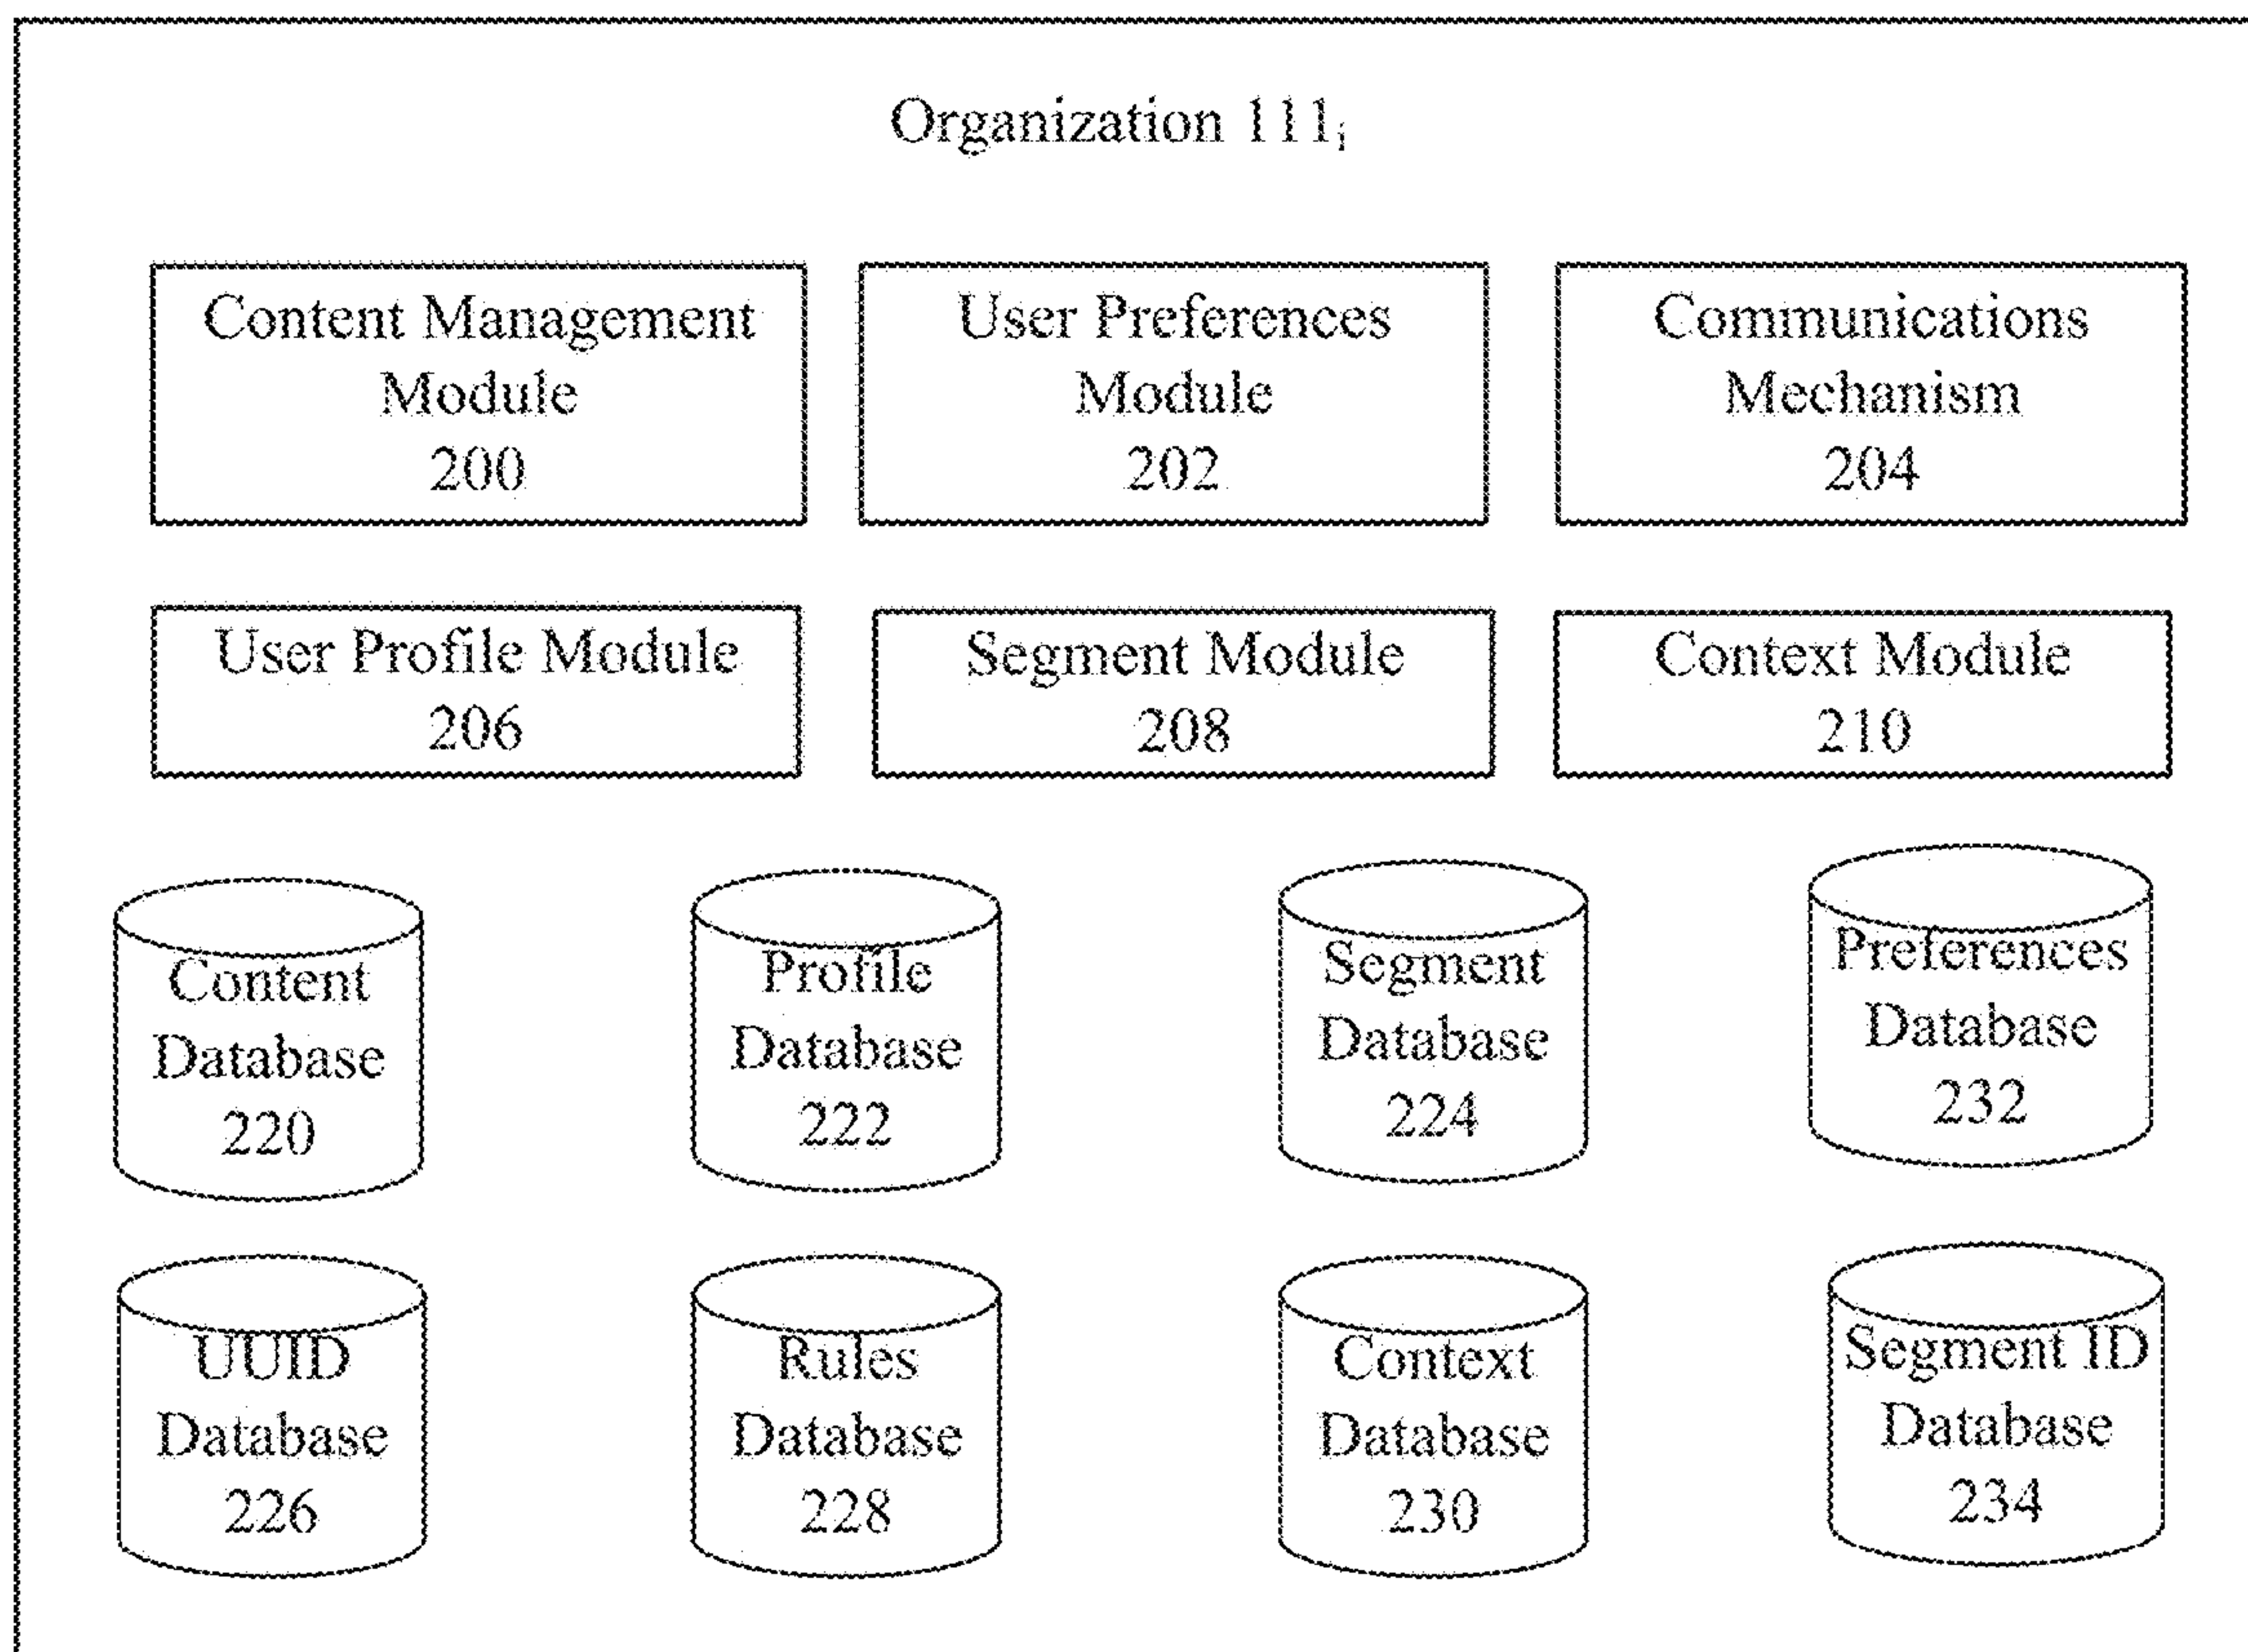 Organization 111i
Content Management
Module
200
User Preferences
Module
202
Communications
Mechanism
204
User Profile Module
206
Segment Module
208
Context Module
210
Content
Database
220
Profile
Database
222
Segment
Database
224
Preferences
Database
232
UUID
Database
226
Rules
Database
228
Context
Database
230
Segment ID
Database
234